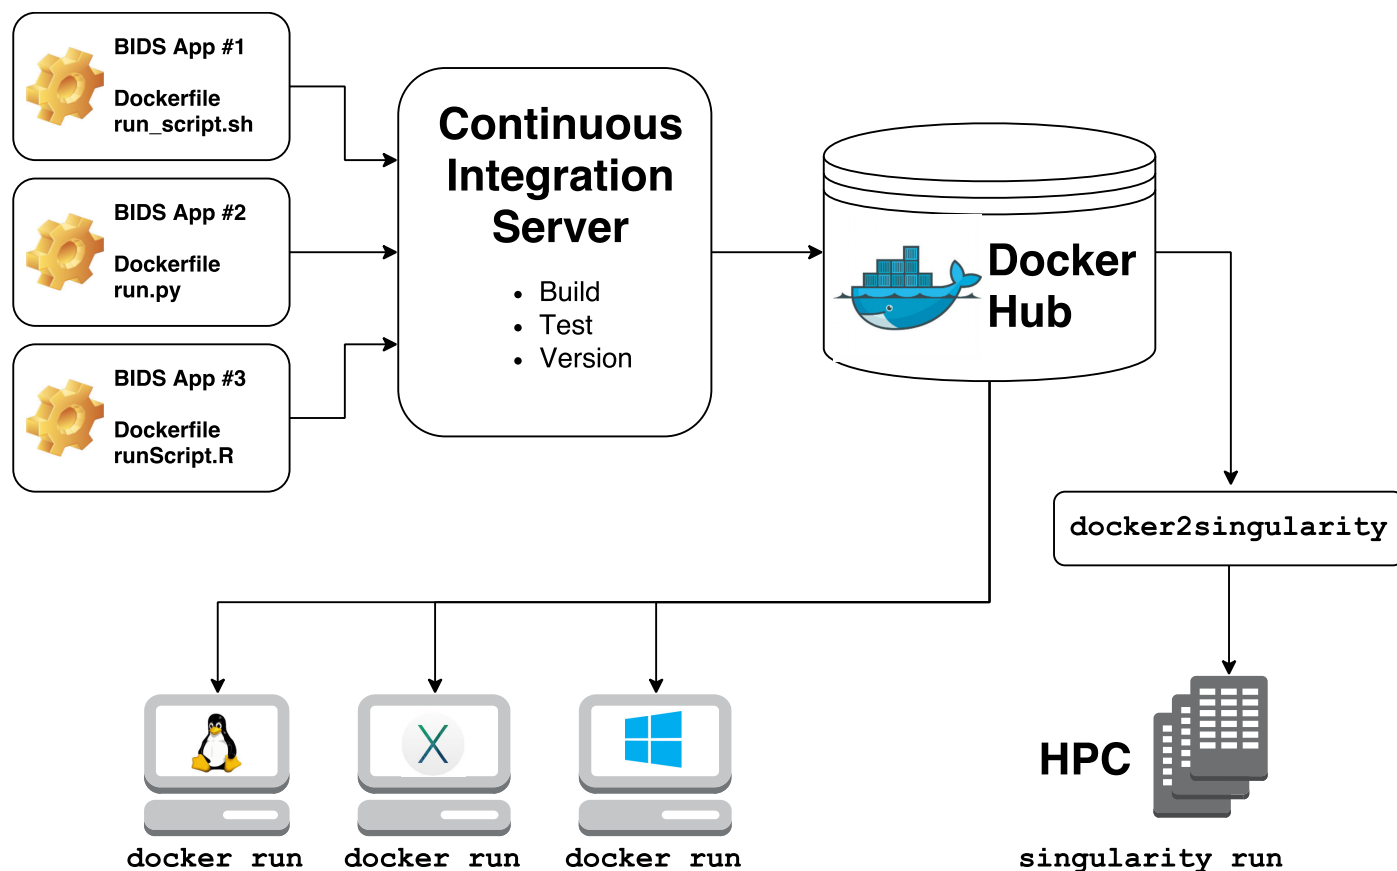 BIDS App #1
Dockerfile
run_script.sh
BIDS App #2
Dockerfile
run.py
BIDS App #3
Dockerfile
runScript.R
Continuous
Integration
Server
• Build
• Test
• Version
Docker
Hub
docker2singularity
HPC
docker run
docker run
docker run
singularity run